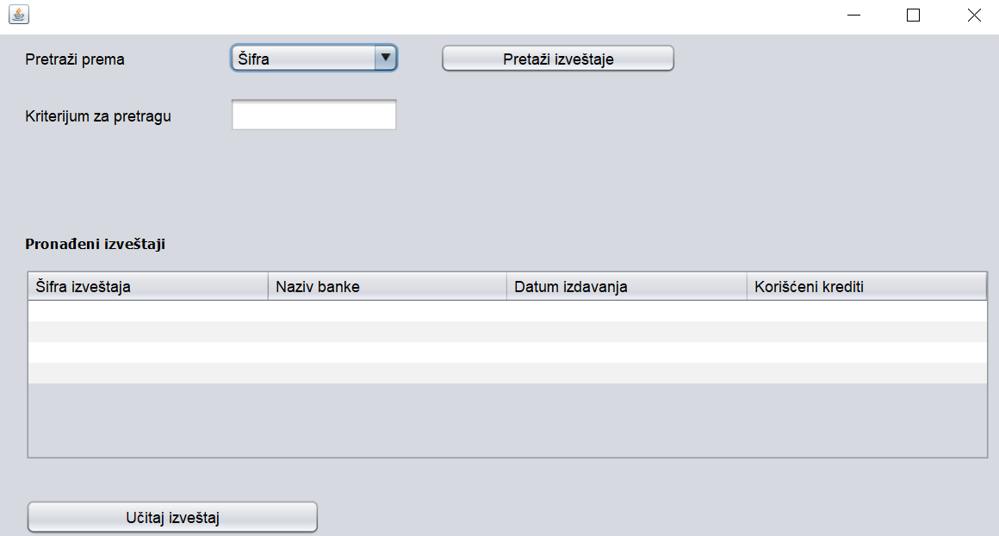 Pretraži prema Šifra Pretaži izveštaje
Kriterijum za pretragu
Pronađeni izveštaji
Šifra izveštaja Naziv banke Datum izdavanja Korišćeni krediti
Učitaj izveštaj